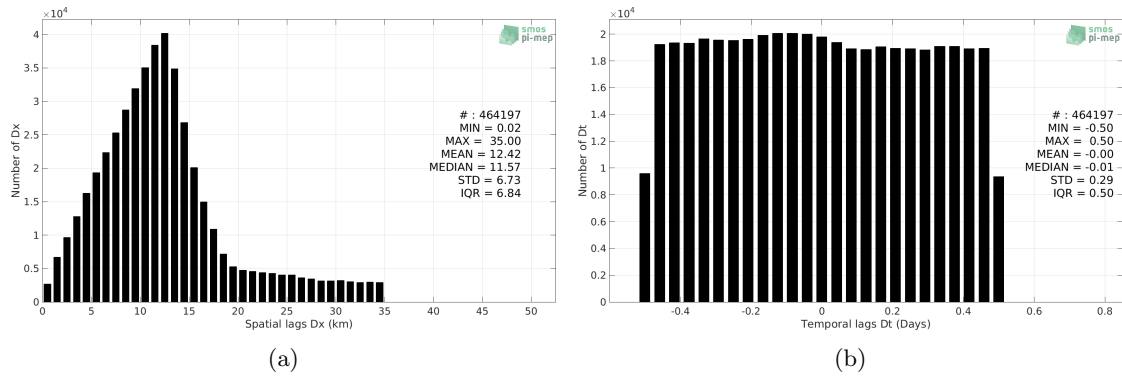 ×10⁴
4
3.5
3
2.5
2
1.5
1
0.5
0
0 5 10 15 20 25 30 35 40 45 50
Number of Dx
Spatial lags Dx (km)
smos
pi-mep
# : 464197
MIN = 0.02
MAX = 35.00
MEAN = 12.42
MEDIAN = 11.57
STD = 6.73
IQR = 6.84
(a)
×10⁴
2
1.8
1.6
1.4
1.2
1
0.8
0.6
0.4
0.2
0
-0.4 -0.2 0 0.2 0.4 0.6 0.8
Number of Dt
Temporal lags Dt (Days)
smos
pi-mep
# : 464197
MIN = -0.50
MAX = 0.50
MEAN = -0.00
MEDIAN = -0.01
STD = 0.29
IQR = 0.50
(b)